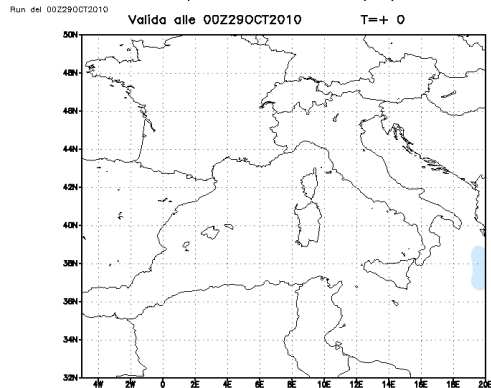 Run del 00Z29OCT2010
Valida alle 00Z29OCT2010 T=+ 0
50N
48N
46N
44N
42N
40N
38N
36N
34N
32N
4W 2W 0 2E 4E 6E 8E 10E 12E 14E 16E 18E 20E